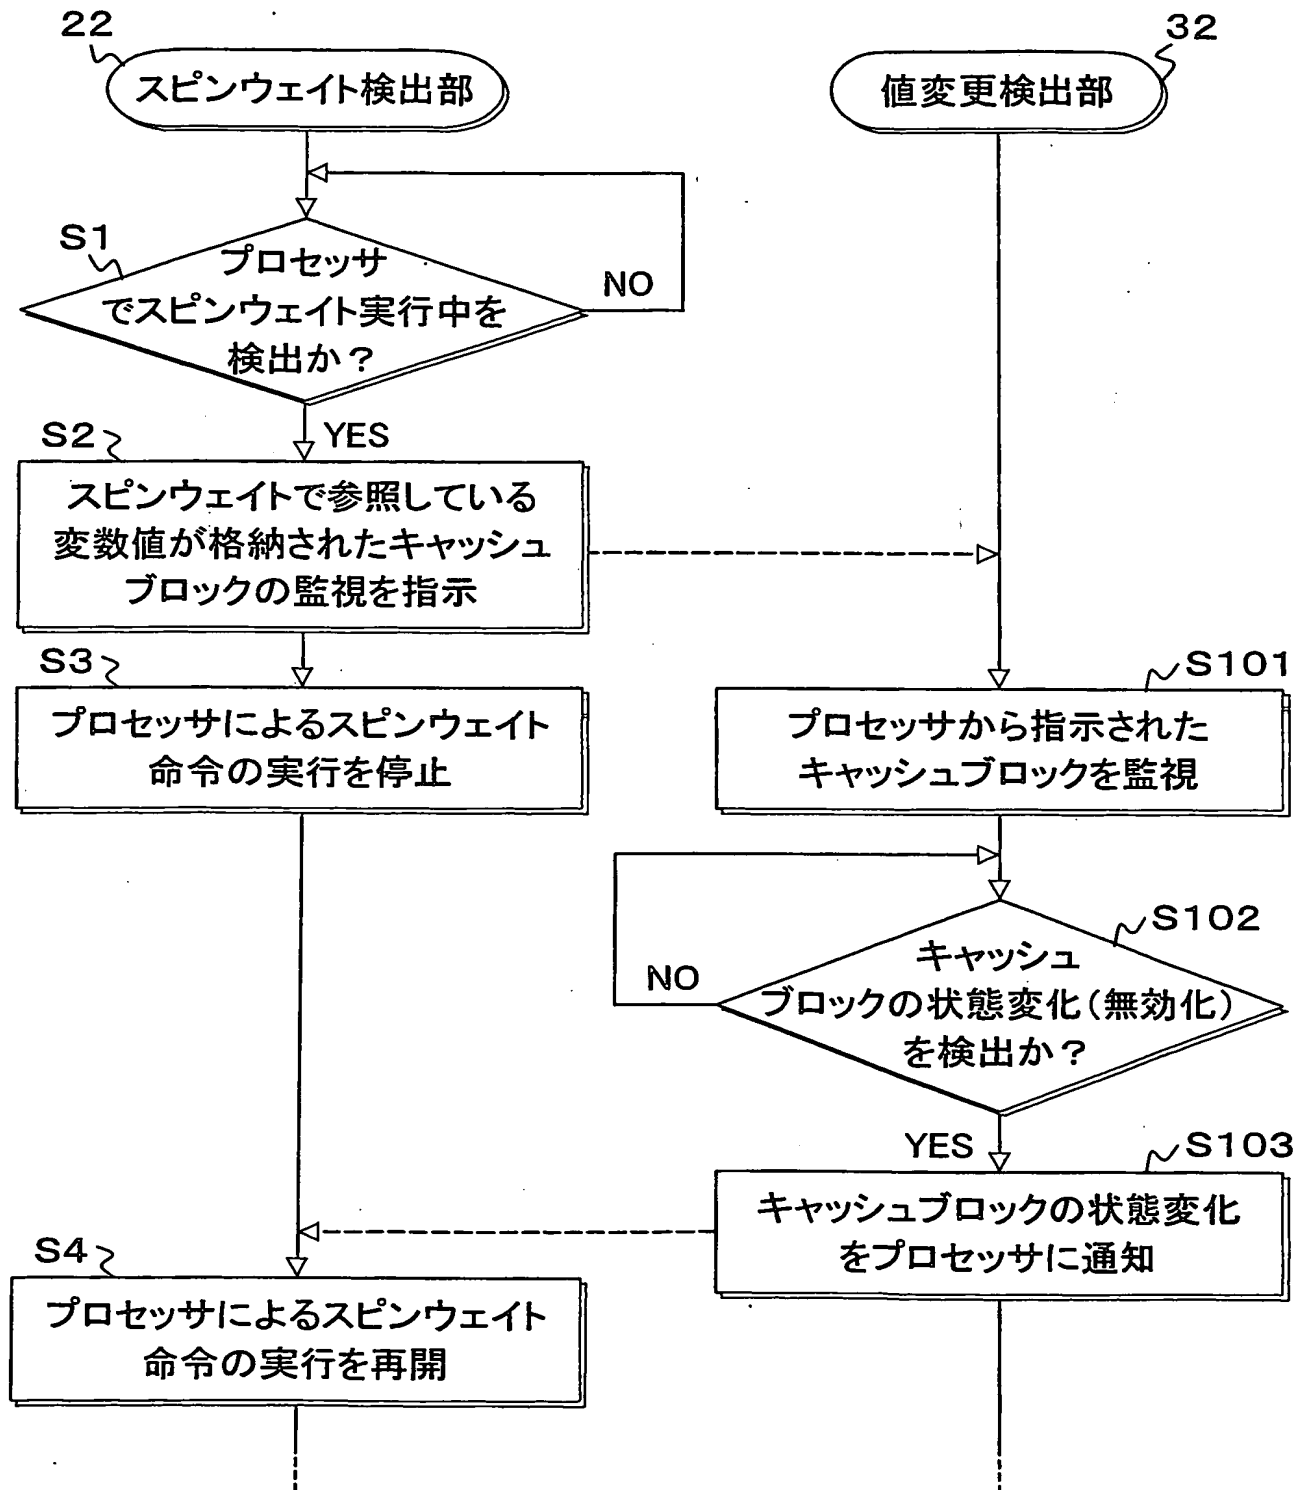 22
スピンウェイト検出部
32
値変更検出部
S1
プロセッサ
でスピンウェイト実行中を
検出か?
NO
YES
S2
スピンウェイトで参照している
変数値が格納されたキャッシュ
ブロックの監視を指示
S3
プロセッサによるスピンウェイト
命令の実行を停止
S101
プロセッサから指示された
キャッシュブロックを監視
S102
キャッシュ
ブロックの状態変化(無効化)
を検出か?
NO
YES
S103
キャッシュブロックの状態変化
をプロセッサに通知
S4
プロセッサによるスピンウェイト
命令の実行を再開